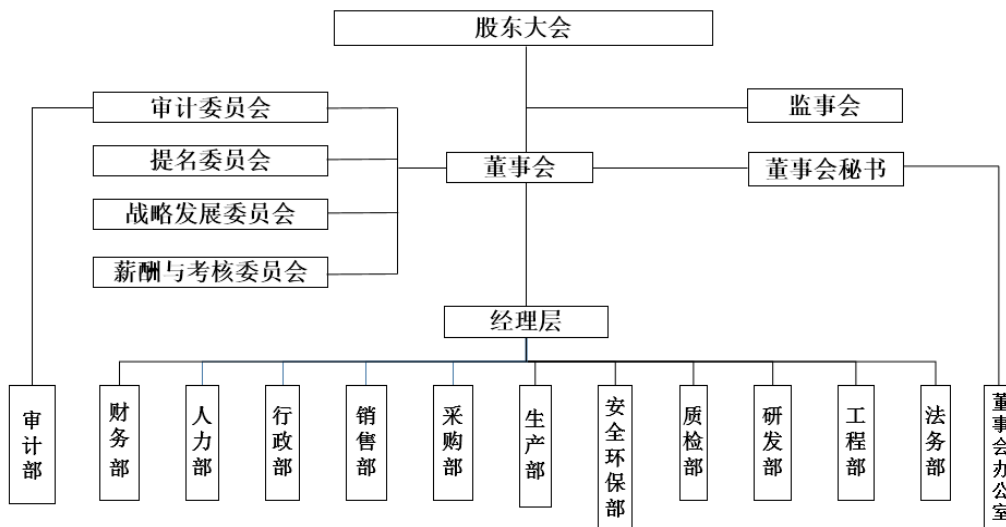 股东大会
审计委员会
监事会
提名委员会
董事会
董事会秘书
战略发展委员会
薪酬与考核委员会
经理层
审计部
财务部
人力部
行政部
销售部
采购部
生产部
安全环保部
质检部
研发部
工程部
法务部
董事会办公室